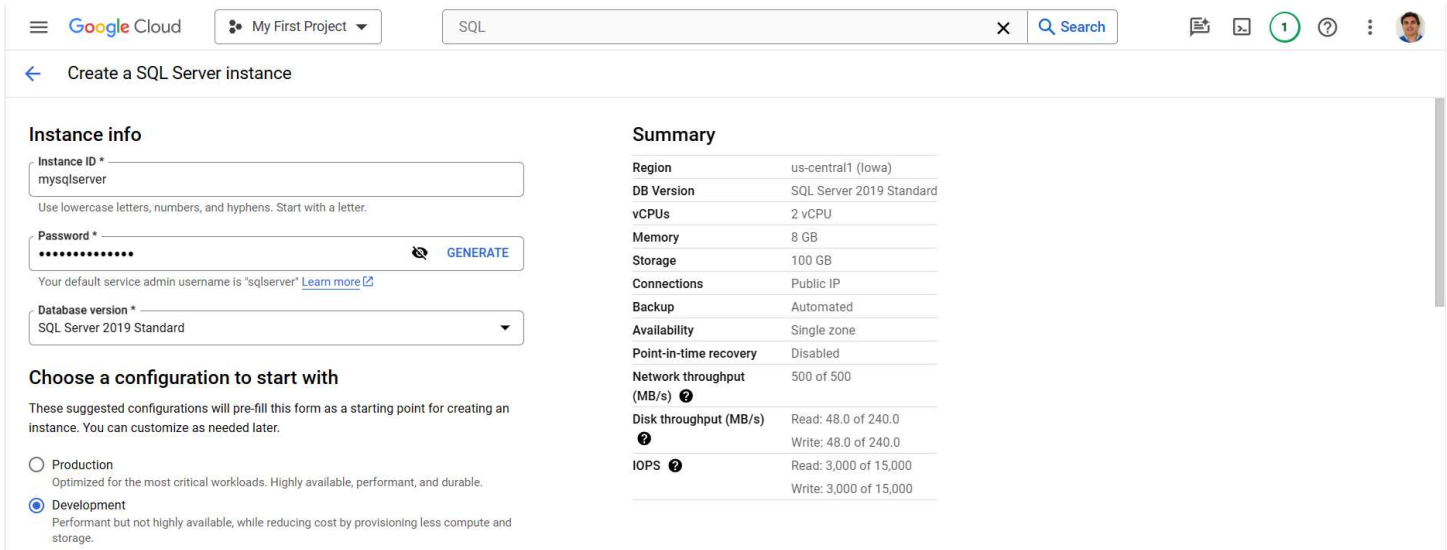 Google Cloud
My First Project
SQL
Search
1
Create a SQL Server instance
Instance info
Instance ID *
mysqlserver
Use lowercase letters, numbers, and hyphens. Start with a letter.
Password *
••••••••••••••
GENERATE
Your default service admin username is "sqlserver" Learn more
Database version *
SQL Server 2019 Standard
Choose a configuration to start with
These suggested configurations will pre-fill this form as a starting point for creating an
instance. You can customize as needed later.
Production
Optimized for the most critical workloads. Highly available, performant, and durable.
Development
Performant but not highly available, while reducing cost by provisioning less compute and
storage.
Summary
Region us-central1 (Iowa)
DB Version SQL Server 2019 Standard
vCPUs 2 vCPU
Memory 8 GB
Storage 100 GB
Connections Public IP
Backup Automated
Availability Single zone
Point-in-time recovery Disabled
Network throughput 500 of 500
(MB/s) ?
Disk throughput (MB/s) Read: 48.0 of 240.0
? Write: 48.0 of 240.0
IOPS ? Read: 3,000 of 15,000
Write: 3,000 of 15,000